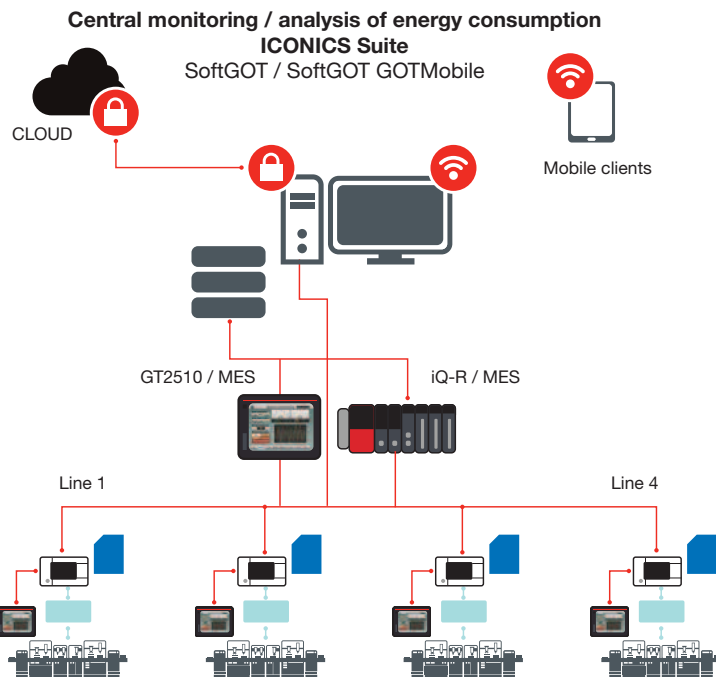 Central monitoring / analysis of energy consumption
ICONICS Suite
SoftGOT / SoftGOT GOTMobile
CLOUD
Mobile clients
GT2510 / MES
iQ-R / MES
Line 1
Line 4